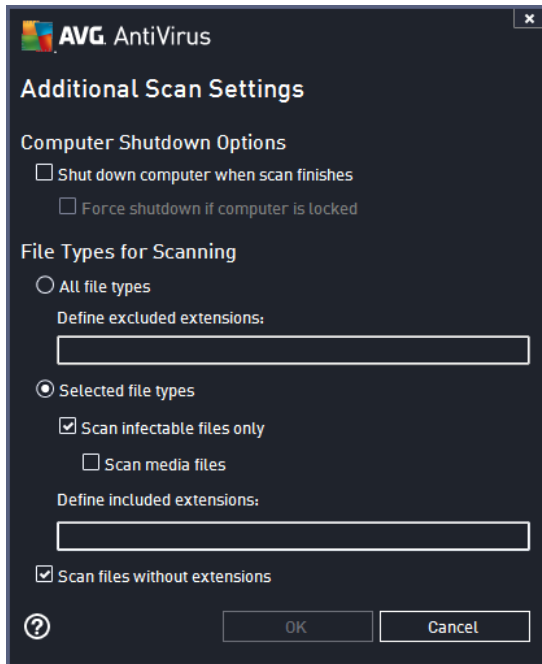 AVG. AntiVirus
x
Additional Scan Settings
Computer Shutdown Options
Shut down computer when scan finishes
Force shutdown if computer is locked
File Types for Scanning
All file types
Define excluded extensions:
Selected file types
Scan infectable files only
Scan media files
Define included extensions:
Scan files without extensions
? OK Cancel